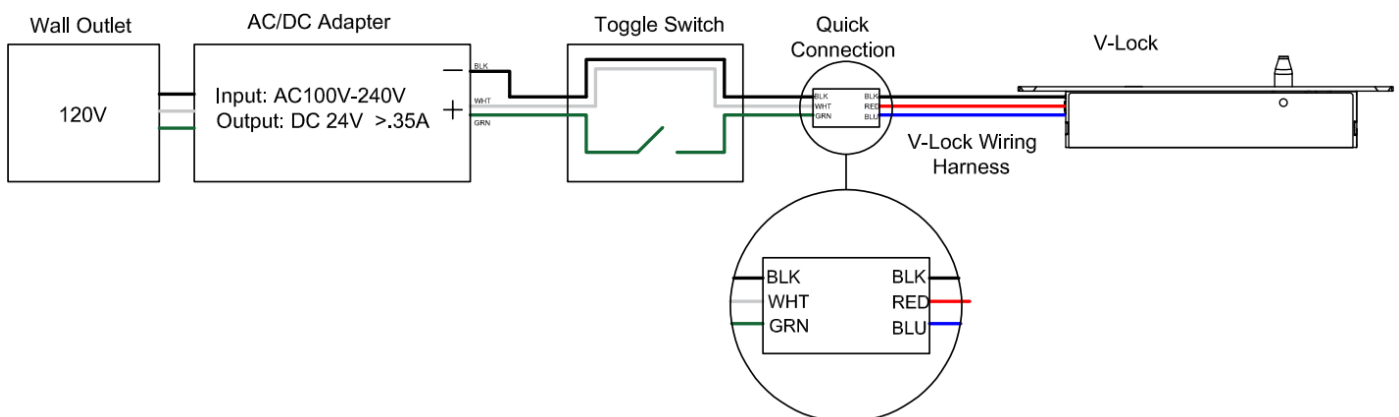 Wall Outlet
AC/DC Adapter
Toggle Switch
Quick
Connection
V-Lock
120V
Input: AC100V-240V
Output: DC 24V >.35A
−
+
BLK
WHT
GRN
BLK
WHT
GRN
BLK
RED
BLU
V-Lock Wiring
Harness
BLK
WHT
GRN
BLK
RED
BLU